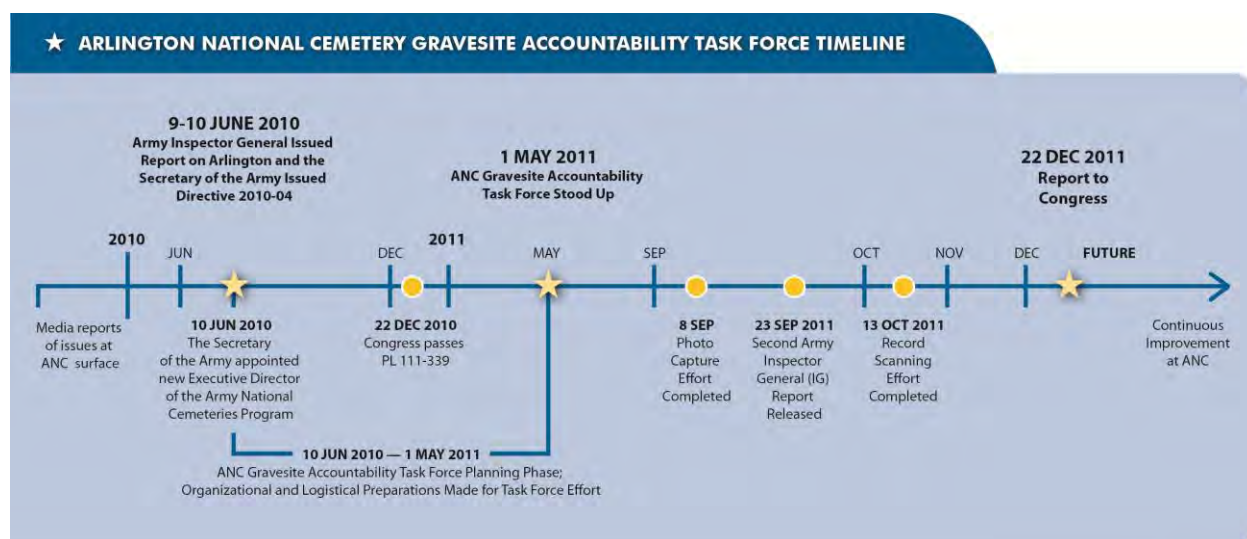 ARLINGTON NATIONAL CEMETERY GRAVESITE ACCOUNTABILITY TASK FORCE TIMELINE
9-10 JUNE 2010
Army Inspector General Issued
Report on Arlington and the
Secretary of the Army Issued
Directive 2010-04
1 MAY 2011
ANC Gravesite Accountability
Task Force Stood Up
22 DEC 2011
Report to
Congress
2010
JUN
DEC
2011
MAY
SEP
OCT
NOV
DEC
FUTURE
Media reports
of issues at
ANC surface
10 JUN 2010
The Secretary
of the Army appointed
new Executive Director
of the Army National
Cemeteries Program
22 DEC 2010
Congress passes
PL 111-339
8 SEP
Photo
Capture
Effort
Completed
23 SEP 2011
Second Army
Inspector
General (IG)
Report
Released
13 OCT 2011
Record
Scanning
Effort
Completed
Continuous
Improvement
at ANC
10 JUN 2010 — 1 MAY 2011
ANC Gravesite Accountability Task Force Planning Phase;
Organizational and Logistical Preparations Made for Task Force Effort